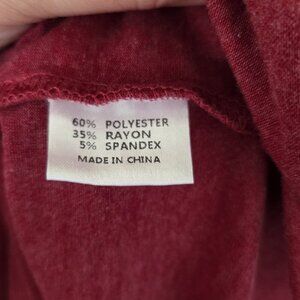 60% POLYESTER
35% RAYON
5% SPANDEX
MADE IN CHINA